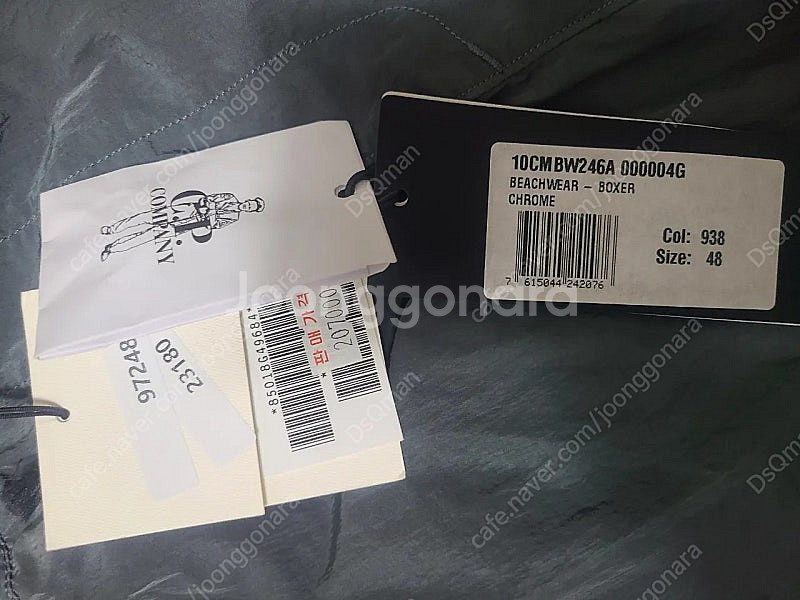 C.P.
COMPANY
10CMBW246A 000004G
BEACHWEAR - BOXER
CHROME
Col: 938
Size: 48
7 615044 242076
97248
23180
*8501BG49684*
판매가격
207000
Joonggonara
DsQman
cafe.naver.com/joonggonara